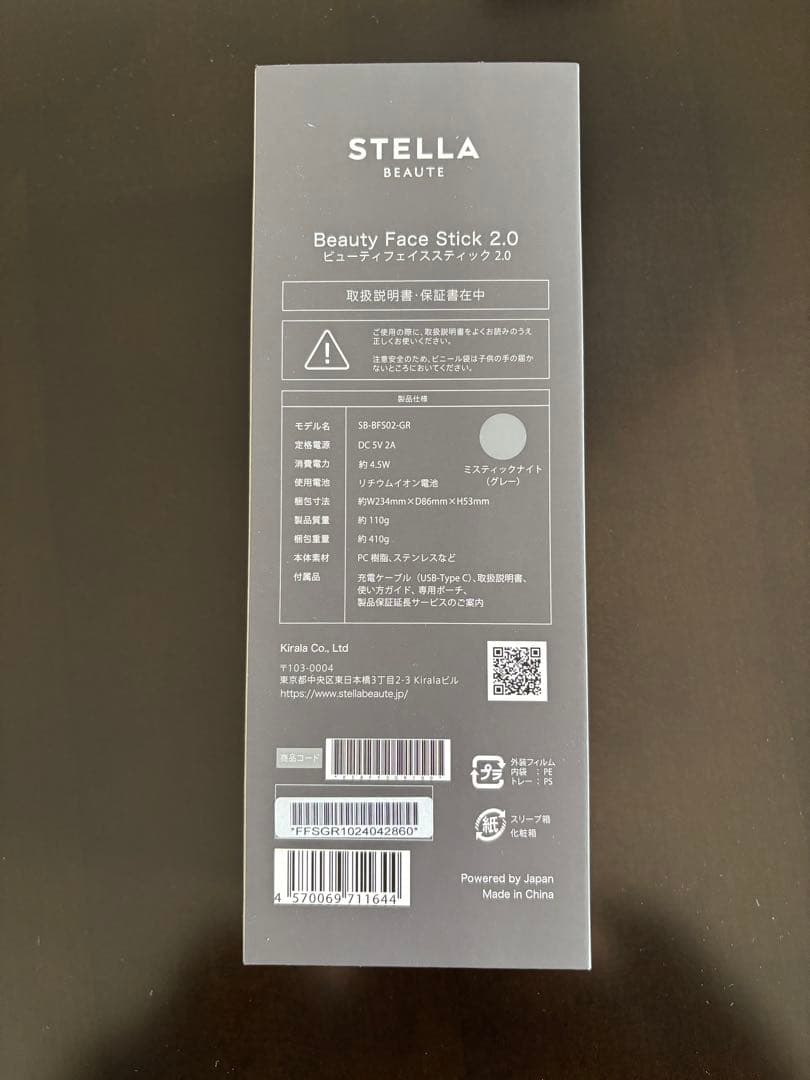 STELLA
BEAUTE
Beauty Face Stick 2.0
ビューティフェイススティック 2.0
取扱説明書・保証書在中
ご使用の際に、取扱説明書をよくお読みのうえ
正しくお使いください。
注意安全のため、ビニール袋は子供の手の届か
ないところにおいてください。
製品仕様
モデル名 SB-BFS02-GR
定格電源 DC 5V 2A
消費電力 約 4.5W
使用電池 リチウムイオン電池
梱包寸法 約W234mm×D86mm×H53mm
製品質量 約 110g
梱包重量 約 410g
本体素材 PC 樹脂、ステンレスなど
付属品 充電ケーブル（USB-Type C）、取扱説明書、
使い方ガイド、専用ポーチ、
製品保証延長サービスのご案内
ミスティックナイト
（グレー）
Kirala Co., Ltd
〒103-0004
東京都中央区東日本橋3丁目2-3 Kiralaビル
https://www.stellabeaute.jp/
商品コード
*FFSGR1024042860*
4 570069 711644
プラ
外装フィルム
内袋 ：PE
トレー：PS
紙
スリーブ箱
化粧箱
Powered by Japan
Made in China